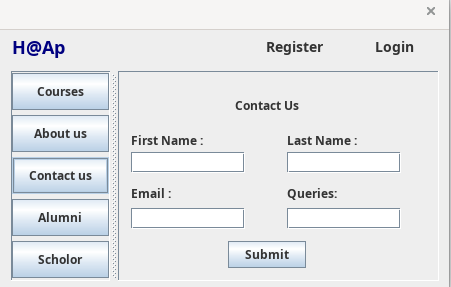 H@Ap
Register
Login
Courses
About us
Contact us
Alumni
Scholor
Contact Us
First Name :
Last Name :
Email :
Queries:
Submit